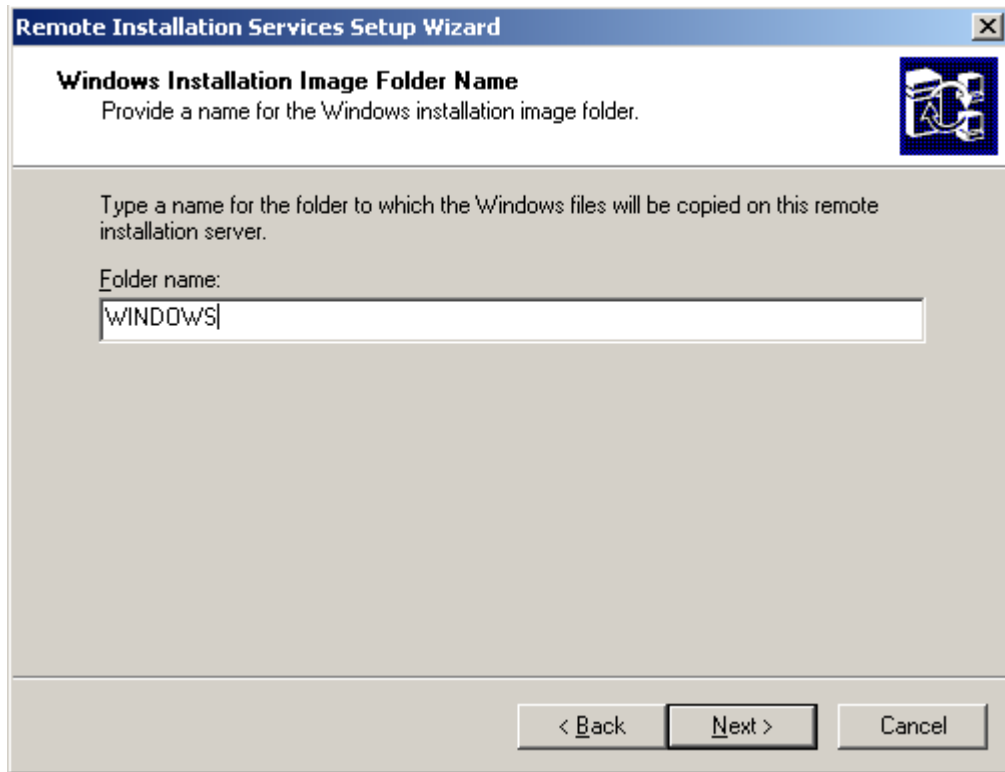 Remote Installation Services Setup Wizard
Windows Installation Image Folder Name
Provide a name for the Windows installation image folder.
Type a name for the folder to which the Windows files will be copied on this remote
installation server.
Folder name:
WINDOWS
< Back
Next >
Cancel